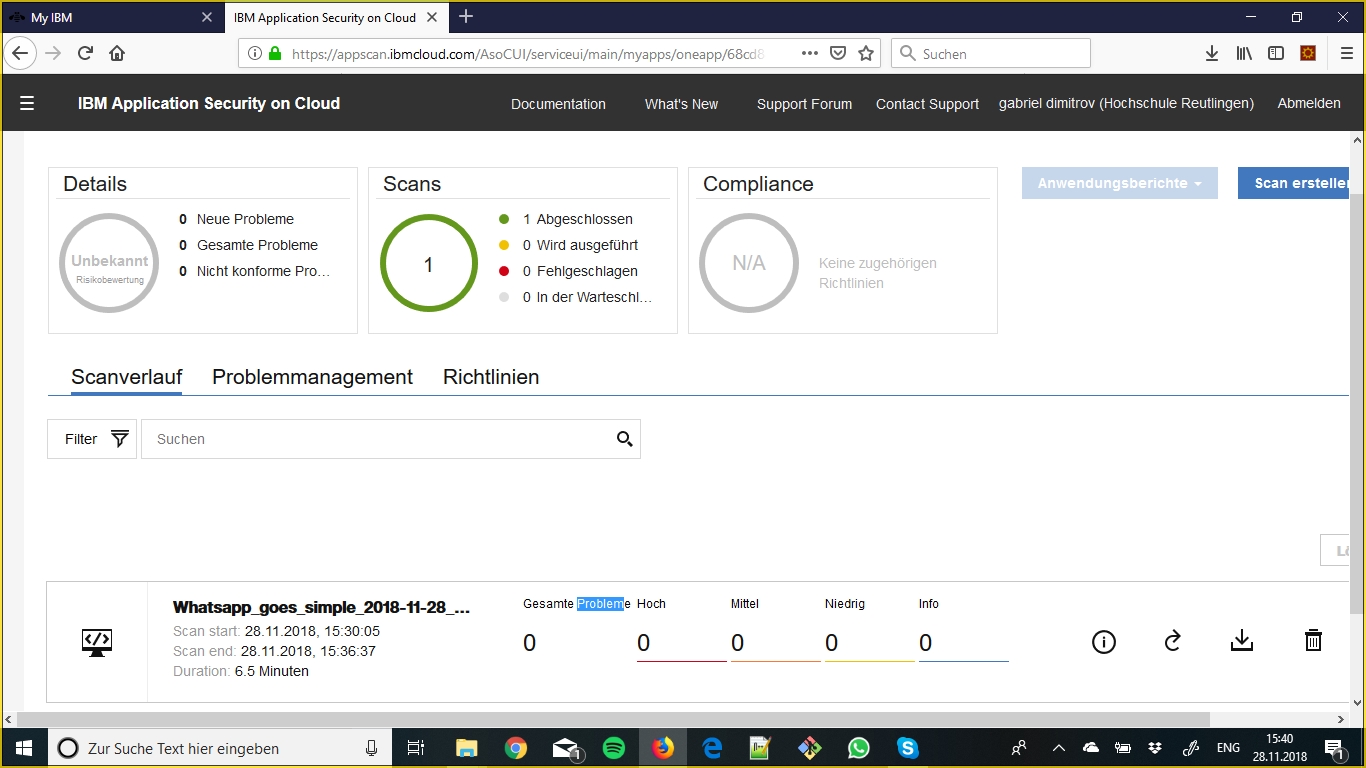 My IBM
IBM Application Security on Cloud
https://appscan.ibmcloud.com/AsoCUI/serviceui/main/myapps/oneapp/68cd8
Suchen
IBM Application Security on Cloud
Documentation
What's New
Support Forum
Contact Support
gabriel dimitrov (Hochschule Reutlingen)
Abmelden
Details
Unbekannt
Risikobewertung
0 Neue Probleme
0 Gesamte Probleme
0 Nicht konforme Pro...
Scans
1
1 Abgeschlossen
0 Wird ausgeführt
0 Fehlgeschlagen
0 In der Warteschl...
Compliance
N/A
Keine zugehörigen
Richtlinien
Anwendungsberichte
Scan erstellen
Scanverlauf
Problemmanagement
Richtlinien
Filter
Suchen
Lö
Whatsapp_goes_simple_2018-11-28_...
Scan start: 28.11.2018, 15:30:05
Scan end: 28.11.2018, 15:36:37
Duration: 6.5 Minuten
Gesamte Probleme
0
Hoch
0
Mittel
0
Niedrig
0
Info
0
Zur Suche Text hier eingeben
1
ENG
15:40
28.11.2018
1